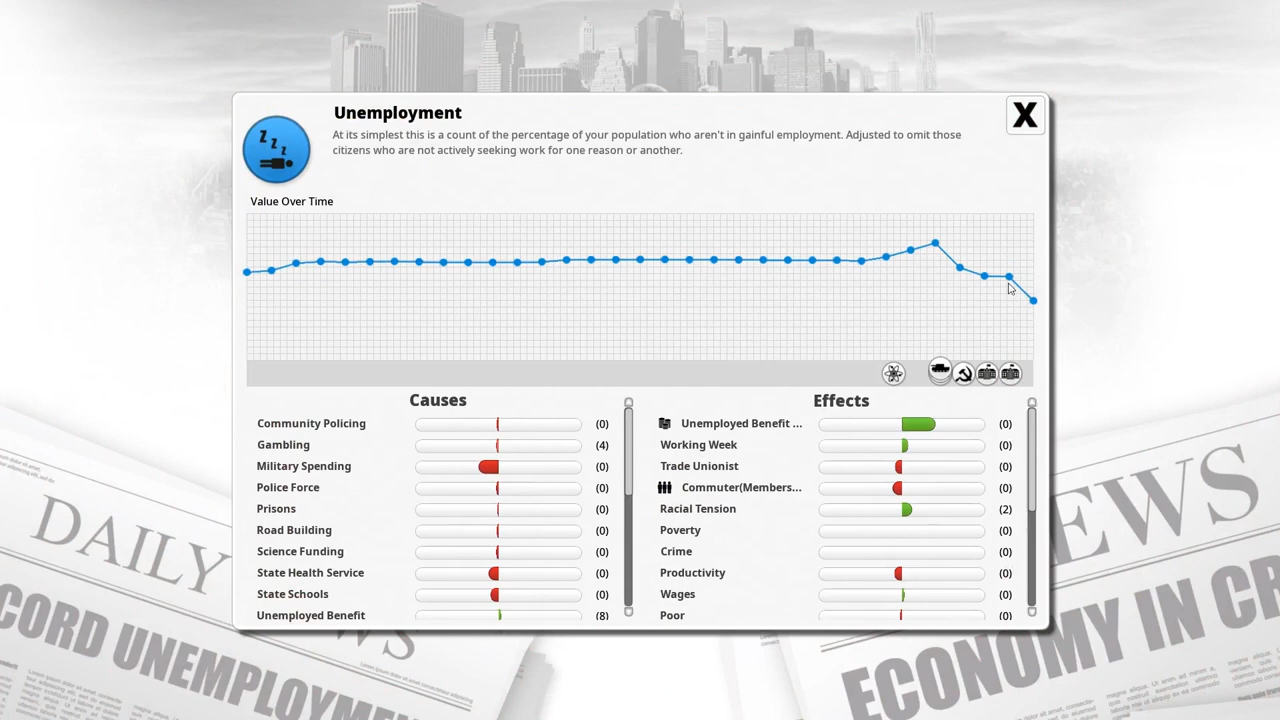 Unemployment
X
At its simplest this is a count of the percentage of your population who aren't in gainful employment. Adjusted to omit those
citizens who are not actively seeking work for one reason or another.
Value Over Time
Causes
Effects
Community Policing (0)
Gambling (4)
Military Spending (0)
Police Force (0)
Prisons (0)
Road Building (0)
Science Funding (0)
State Health Service (0)
State Schools (0)
Unemployed Benefit (8)
Unemployed Benefit ... (0)
Working Week (0)
Trade Unionist (0)
Commuter(Members... (0)
Racial Tension (2)
Poverty (0)
Crime (0)
Productivity (0)
Wages (0)
Poor (0)
DAILY
NEWS
CORD UNEMPLOYME
ECONOMY IN CR